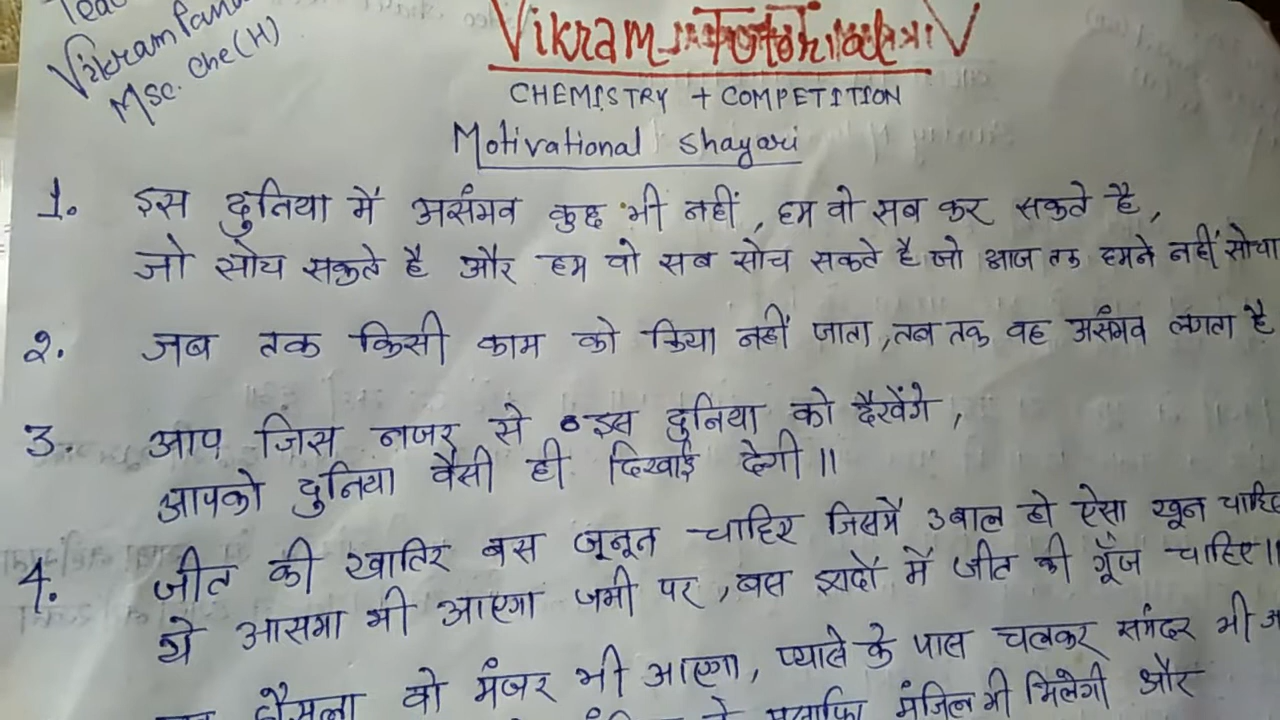 Vikram
Msc. Che(H)
Vikram Tutorial V
CHEMISTRY + COMPETITION
Motivational Shayari
1. इस दुनिया में असंभव कुछ भी नहीं, हम वो सब कर सकते है,
जो सोच सकते है और हम वो सब सोच सकते है जो आज तक हमने नहीं सोचा
2. जब तक किसी काम को किया नहीं जाता, तब तक वह असंभव लगता है
3. आप जिस नजर से इस दुनिया को देखेंगे,
आपको दुनिया वैसी ही दिखाई देगी॥
4. जीत की खातिर बस जूनून चाहिए जिसमें उबाल हो ऐसा खून चाहिए
ये आसमा भी आएगा जमी पर, बस इरादों में जीत की गूँज चाहिए॥
हौसला वो मंजर भी आएगा, प्यासे के पास चलकर समंदर भी
मंजिल भी मिलेगी और